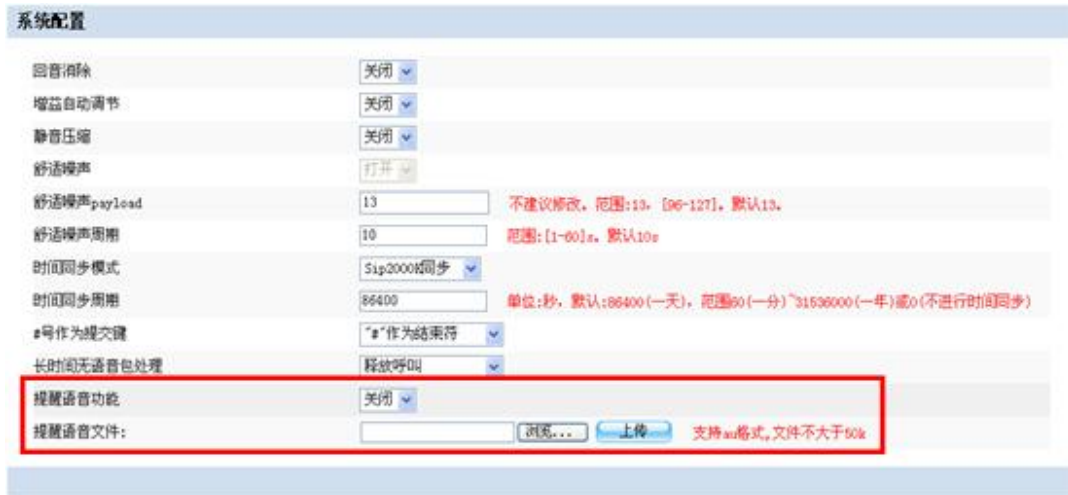 系统配置
回音消除 关闭
增益自动调节 关闭
静音压缩 关闭
舒适噪声 打开
舒适噪声payload 13 不建议修改。范围:13, [96-127]。默认13。
舒适噪声周期 10 范围:[1-60]s。默认10s
时间同步模式 Sip2000K同步
时间同步周期 86400 单位:秒, 默认:86400(一天), 范围60(一分)~31536000(一年)或0(不进行时间同步)
#号作为提交键 "#"作为结束符
长时间无语音包处理 释放呼叫
提醒语音功能 关闭
提醒语音文件: 浏览... 上传 支持au格式,文件不大于50k